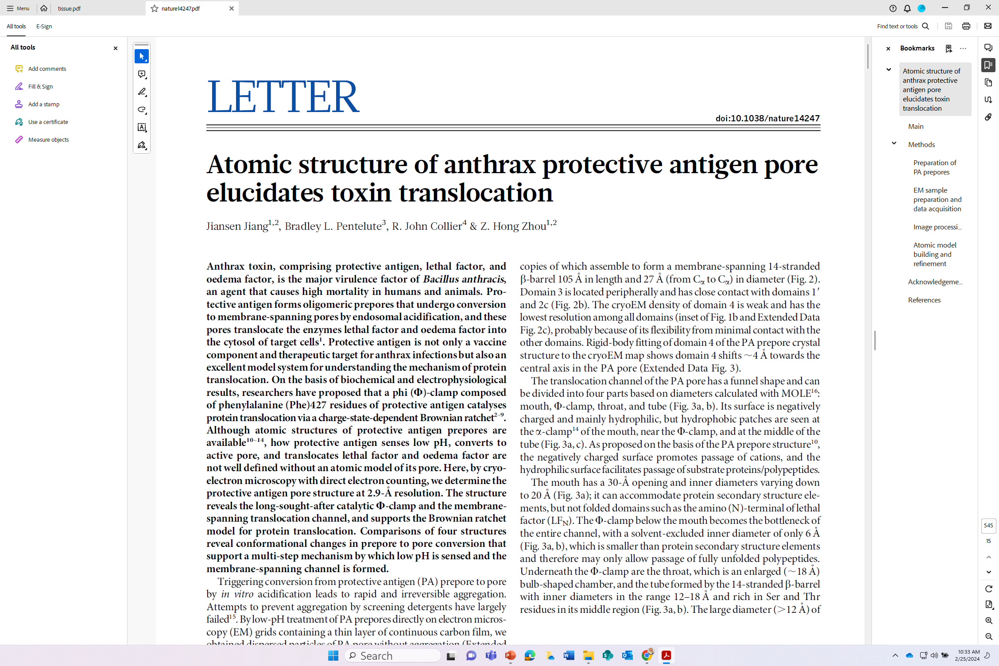 Menu
tissue.pdf
nature14247.pdf
All tools
E-Sign
Find text or tools
All tools
Add comments
Fill & Sign
Add a stamp
Use a certificate
Measure objects
LETTER
doi:10.1038/nature14247
Atomic structure of anthrax protective antigen pore
elucidates toxin translocation
Jiansen Jiang1,2, Bradley L. Pentelute3, R. John Collier4 & Z. Hong Zhou1,2
Anthrax toxin, comprising protective antigen, lethal factor, and
oedema factor, is the major virulence factor of Bacillus anthracis,
an agent that causes high mortality in humans and animals. Pro-
tective antigen forms oligomeric prepores that undergo conversion
to membrane-spanning pores by endosomal acidification, and these
pores translocate the enzymes lethal factor and oedema factor into
the cytosol of target cells1. Protective antigen is not only a vaccine
component and therapeutic target for anthrax infections but also an
excellent model system for understanding the mechanism of protein
translocation. On the basis of biochemical and electrophysiological
results, researchers have proposed that a phi (Φ)-clamp composed
of phenylalanine (Phe)427 residues of protective antigen catalyses
protein translocation via a charge-state-dependent Brownian ratchet2–9.
Although atomic structures of protective antigen prepores are
available10–14, how protective antigen senses low pH, converts to
active pore, and translocates lethal factor and oedema factor are
not well defined without an atomic model of its pore. Here, by cryo-
electron microscopy with direct electron counting, we determine the
protective antigen pore structure at 2.9-Å resolution. The structure
reveals the long-sought-after catalytic Φ-clamp and the membrane-
spanning translocation channel, and supports the Brownian ratchet
model for protein translocation. Comparisons of four structures
reveal conformational changes in prepore to pore conversion that
support a multi-step mechanism by which low pH is sensed and the
membrane-spanning channel is formed.
Triggering conversion from protective antigen (PA) prepore to pore
by in vitro acidification leads to rapid and irreversible aggregation.
Attempts to prevent aggregation by screening detergents have largely
failed15. By low-pH treatment of PA prepores directly on electron micros-
copy (EM) grids containing a thin layer of continuous carbon film, we
obtained dispersed particles of PA pore without aggregation (Extended
copies of which assemble to form a membrane-spanning 14-stranded
β-barrel 105 Å in length and 27 Å (from Cα to Cα) in diameter (Fig. 2).
Domain 3 is located peripherally and has close contact with domains 1′
and 2c (Fig. 2b). The cryoEM density of domain 4 is weak and has the
lowest resolution among all domains (inset of Fig. 1b and Extended Data
Fig. 2c), probably because of its flexibility from minimal contact with the
other domains. Rigid-body fitting of domain 4 of the PA prepore crystal
structure to the cryoEM map shows domain 4 shifts ~4 Å towards the
central axis in the PA pore (Extended Data Fig. 3).
The translocation channel of the PA pore has a funnel shape and can
be divided into four parts based on diameters calculated with MOLE16:
mouth, Φ-clamp, throat, and tube (Fig. 3a, b). Its surface is negatively
charged and mainly hydrophilic, but hydrophobic patches are seen at
the α-clamp14 of the mouth, near the Φ-clamp, and at the middle of the
tube (Fig. 3a, c). As proposed on the basis of the PA prepore structure10,
the negatively charged surface promotes passage of cations, and the
hydrophilic surface facilitates passage of substrate proteins/polypeptides.
The mouth has a 30-Å opening and inner diameters varying down
to 20 Å (Fig. 3a); it can accommodate protein secondary structure ele-
ments, but not folded domains such as the amino (N)-terminal of lethal
factor (LFN). The Φ-clamp below the mouth becomes the bottleneck of
the entire channel, with a solvent-excluded inner diameter of only 6 Å
(Fig. 3a, b), which is smaller than protein secondary structure elements
and therefore may only allow passage of fully unfolded polypeptides.
Underneath the Φ-clamp are the throat, which is an enlarged (~18 Å)
bulb-shaped chamber, and the tube formed by the 14-stranded β-barrel
with inner diameters in the range 12–18 Å and rich in Ser and Thr
residues in its middle region (Fig. 3a, b). The large diameter (>12 Å) of
Bookmarks
Atomic structure of
anthrax protective
antigen pore
elucidates toxin
translocation
Main
Methods
Preparation of
PA prepores
EM sample
preparation and
data acquisition
Image processi...
Atomic model
building and
refinement
Acknowledgeme...
References
545
15
Search
10:33 AM
2/25/2024